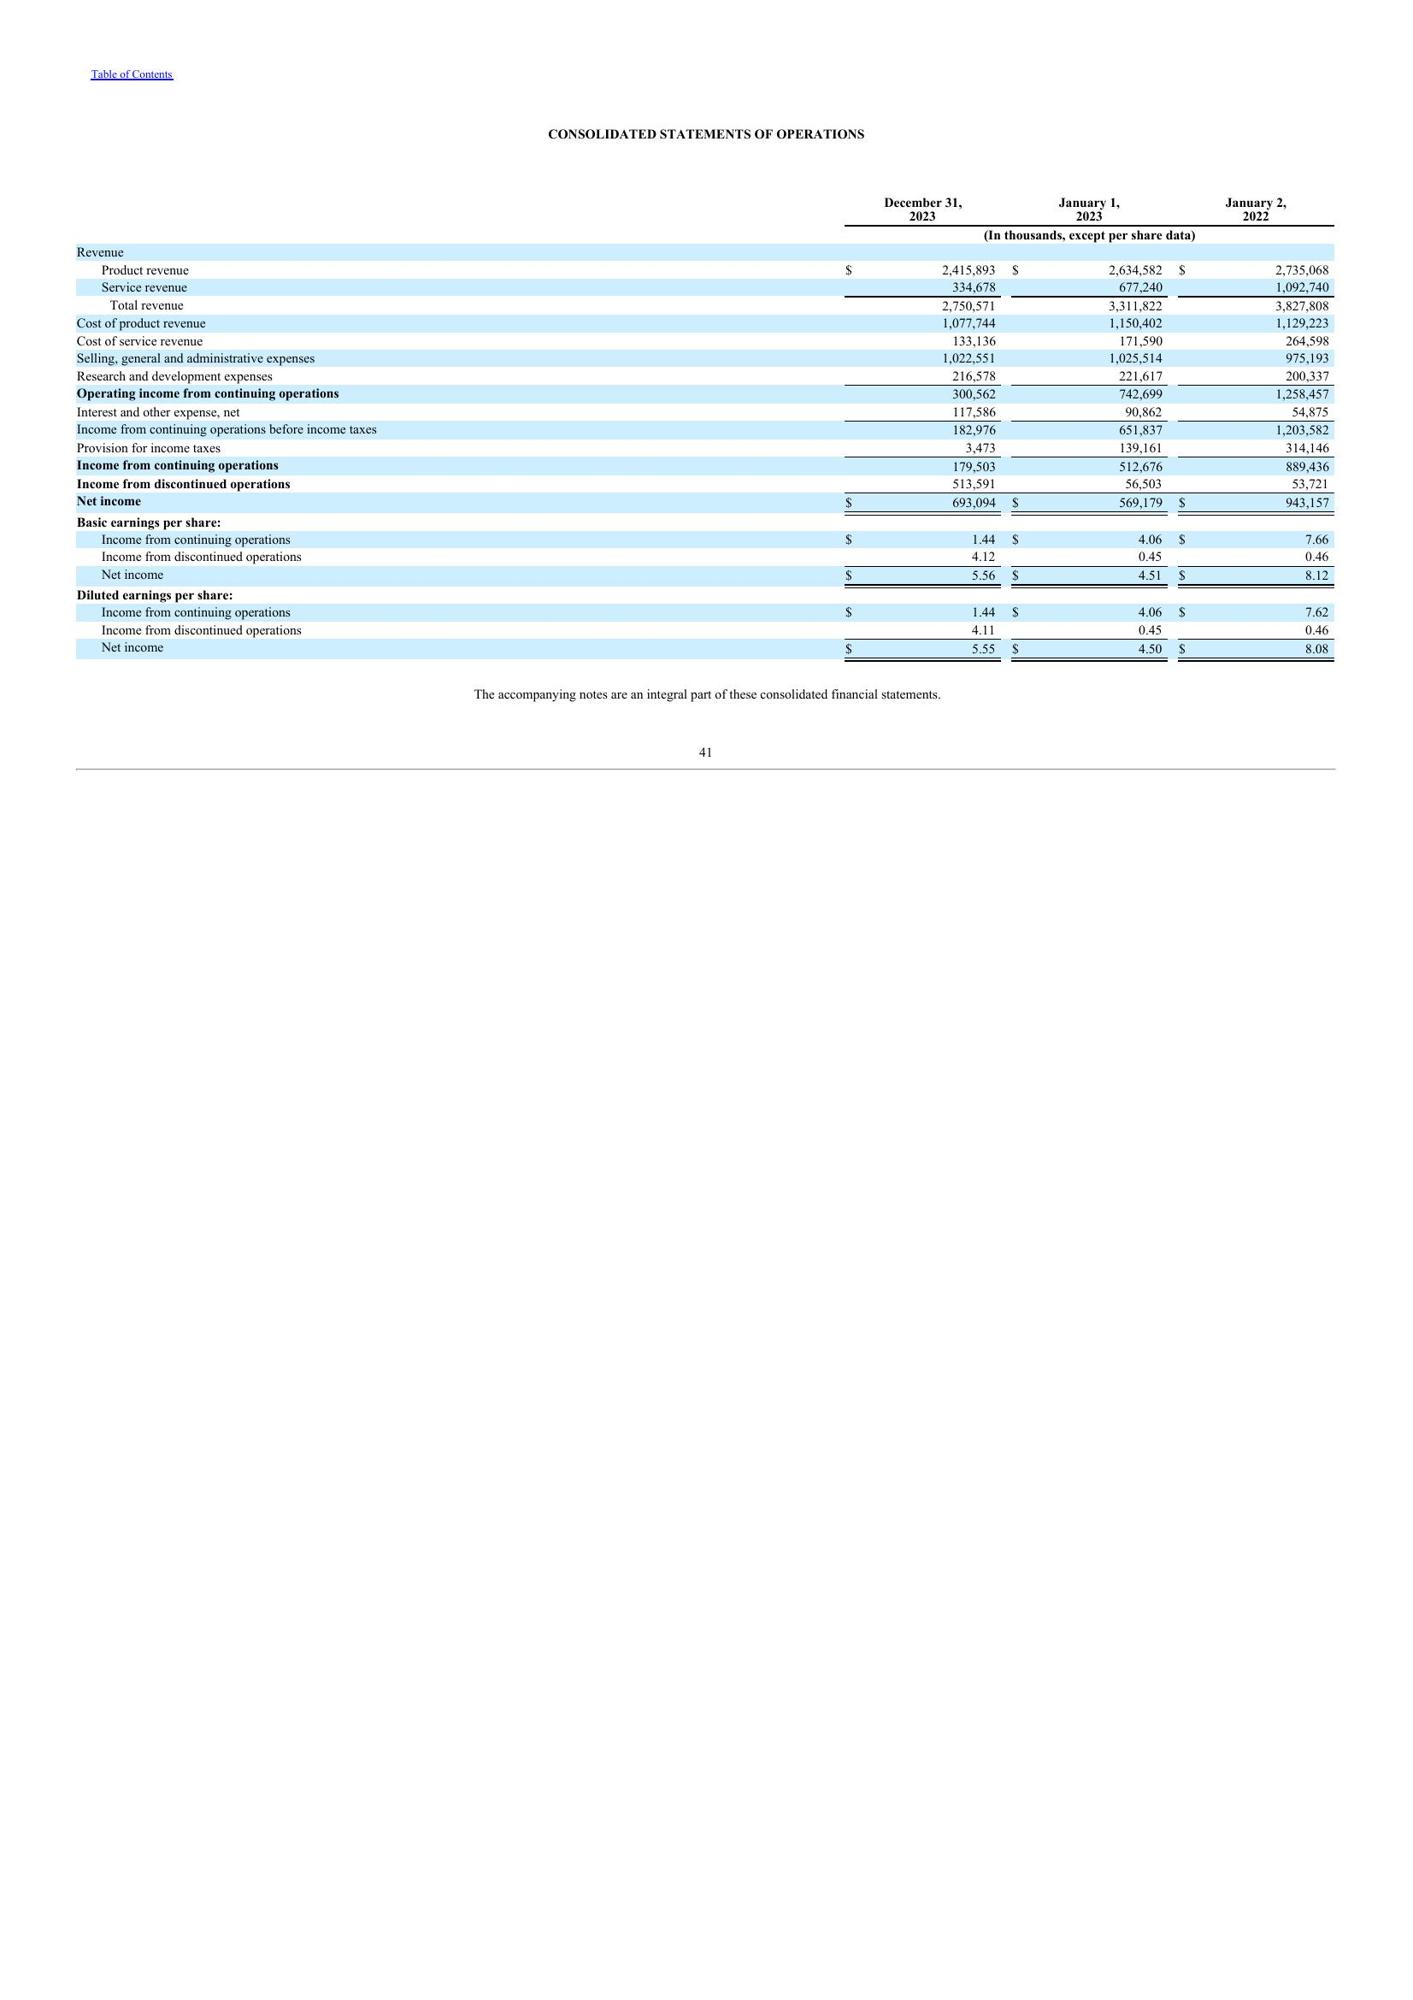 Table of Contents
CONSOLIDATED STATEMENTS OF OPERATIONS
December 31, 2023 January 1, 2023 January 2, 2022
(In thousands, except per share data)
Revenue
Product revenue $ 2,415,893 $ 2,634,582 $ 2,735,068
Service revenue 334,678 677,240 1,092,740
Total revenue 2,750,571 3,311,822 3,827,808
Cost of product revenue 1,077,744 1,150,402 1,129,223
Cost of service revenue 133,136 171,590 264,598
Selling, general and administrative expenses 1,022,551 1,025,514 975,193
Research and development expenses 216,578 221,617 200,337
Operating income from continuing operations 300,562 742,699 1,258,457
Interest and other expense, net 117,586 90,862 54,875
Income from continuing operations before income taxes 182,976 651,837 1,203,582
Provision for income taxes 3,473 139,161 314,146
Income from continuing operations 179,503 512,676 889,436
Income from discontinued operations 513,591 56,503 53,721
Net income $ 693,094 $ 569,179 $ 943,157
Basic earnings per share:
Income from continuing operations $ 1.44 $ 4.06 $ 7.66
Income from discontinued operations 4.12 0.45 0.46
Net income $ 5.56 $ 4.51 $ 8.12
Diluted earnings per share:
Income from continuing operations $ 1.44 $ 4.06 $ 7.62
Income from discontinued operations 4.11 0.45 0.46
Net income $ 5.55 $ 4.50 $ 8.08
The accompanying notes are an integral part of these consolidated financial statements.
41